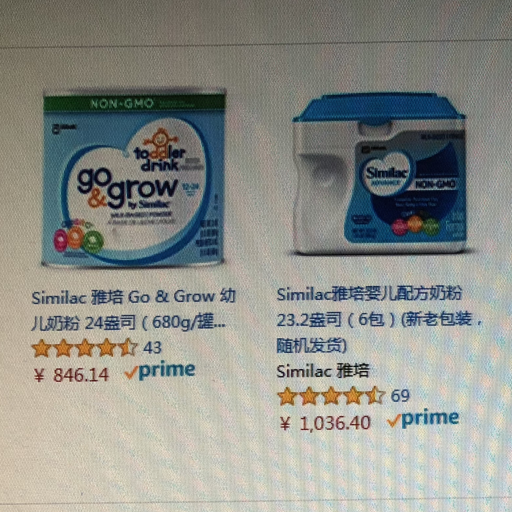 NON-GMO
toddler
drink
go
&grow
by Similac
12-24
MILK-BASED POWDER
Similac
ADVANCE
NON-GMO
Similac 雅培 Go & Grow 幼
儿奶粉 24盎司（680g/罐...
43
¥ 846.14 prime
Similac雅培婴儿配方奶粉
23.2盎司（6包）(新老包装，
随机发货)
Similac 雅培
69
¥ 1,036.40 prime